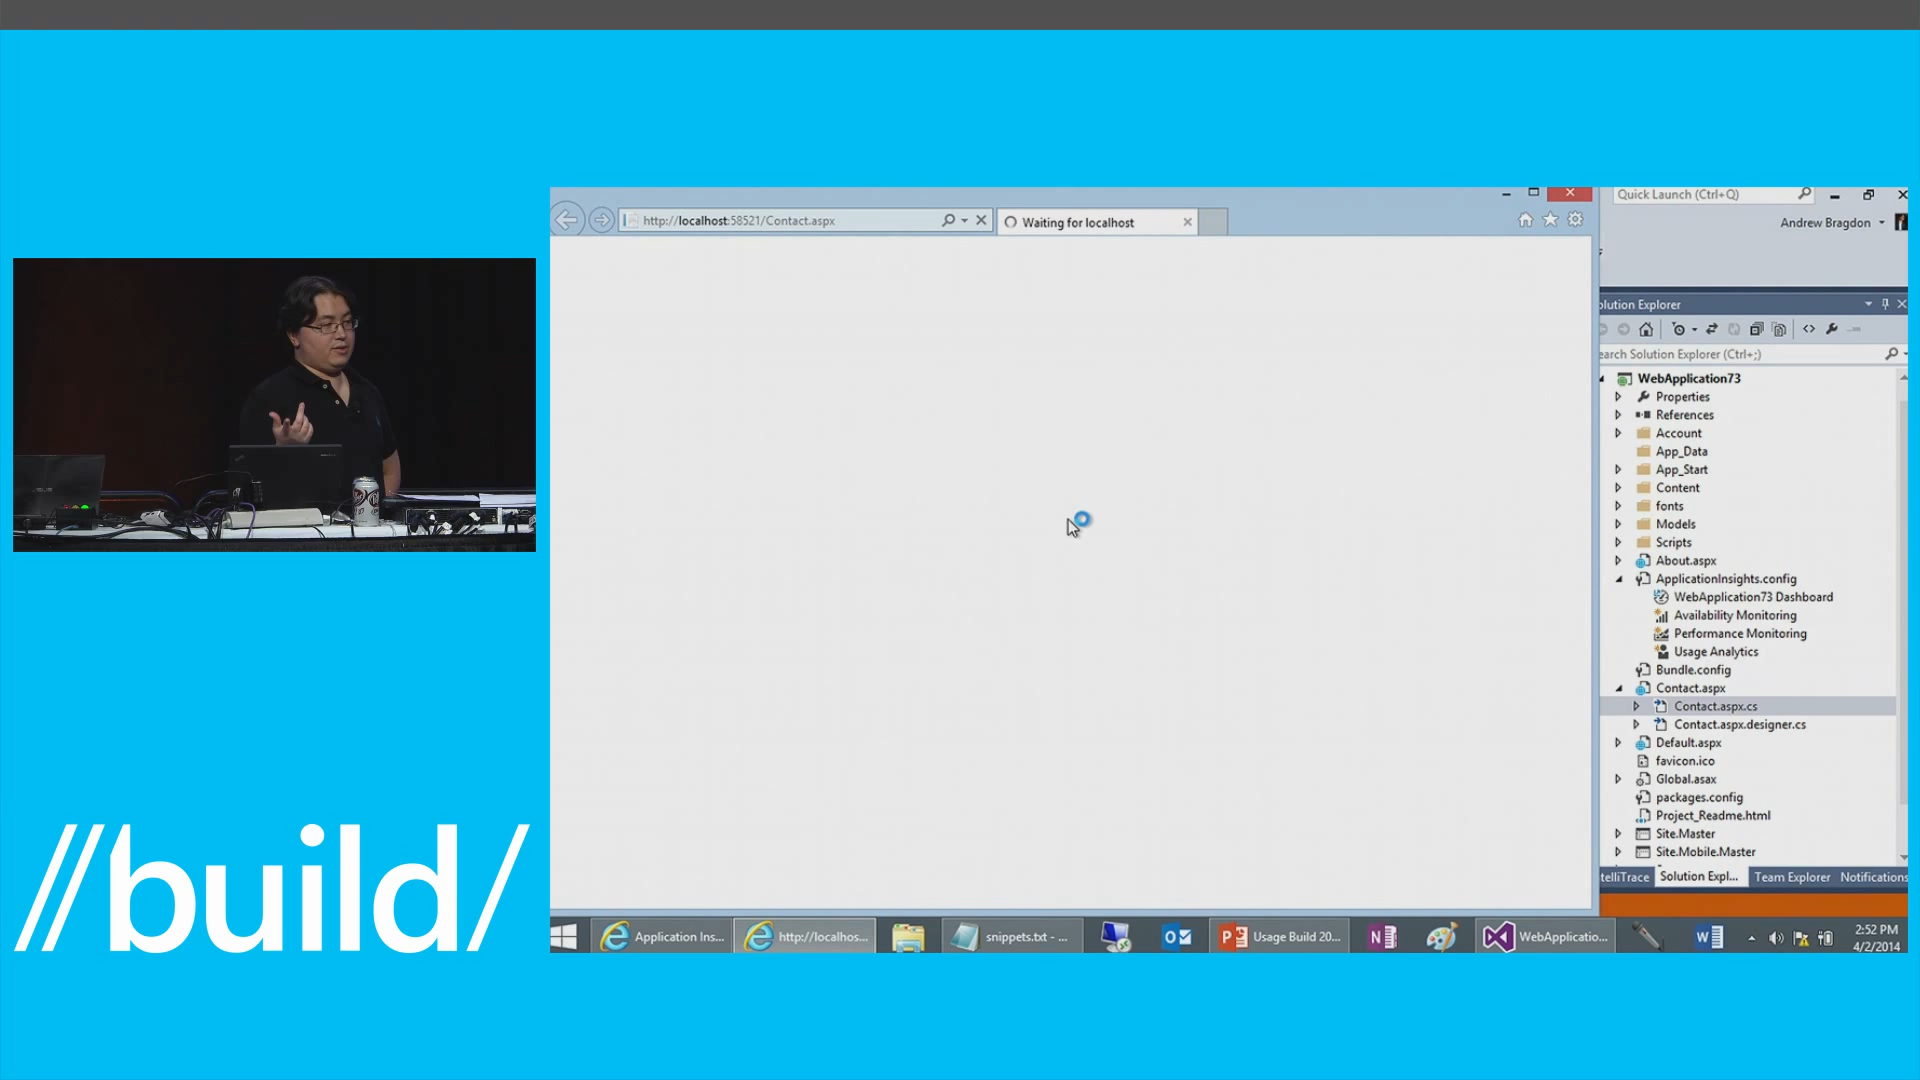 http://localhost:58521/Contact.aspx
Waiting for localhost
Quick Launch (Ctrl+Q)
Andrew Bragdon
olution Explorer
earch Solution Explorer (Ctrl+;)
WebApplication73
Properties
References
Account
App_Data
App_Start
Content
fonts
Models
Scripts
About.aspx
ApplicationInsights.config
WebApplication73 Dashboard
Availability Monitoring
Performance Monitoring
Usage Analytics
Bundle.config
Contact.aspx
Contact.aspx.cs
Contact.aspx.designer.cs
Default.aspx
favicon.ico
Global.asax
packages.config
Project_Readme.html
Site.Master
Site.Mobile.Master
telliTrace Solution Expl... Team Explorer Notifications
//build/
Application Ins... http://localhos... snippets.txt - ... Usage Build 20... WebApplicatio...
2:52 PM
4/2/2014